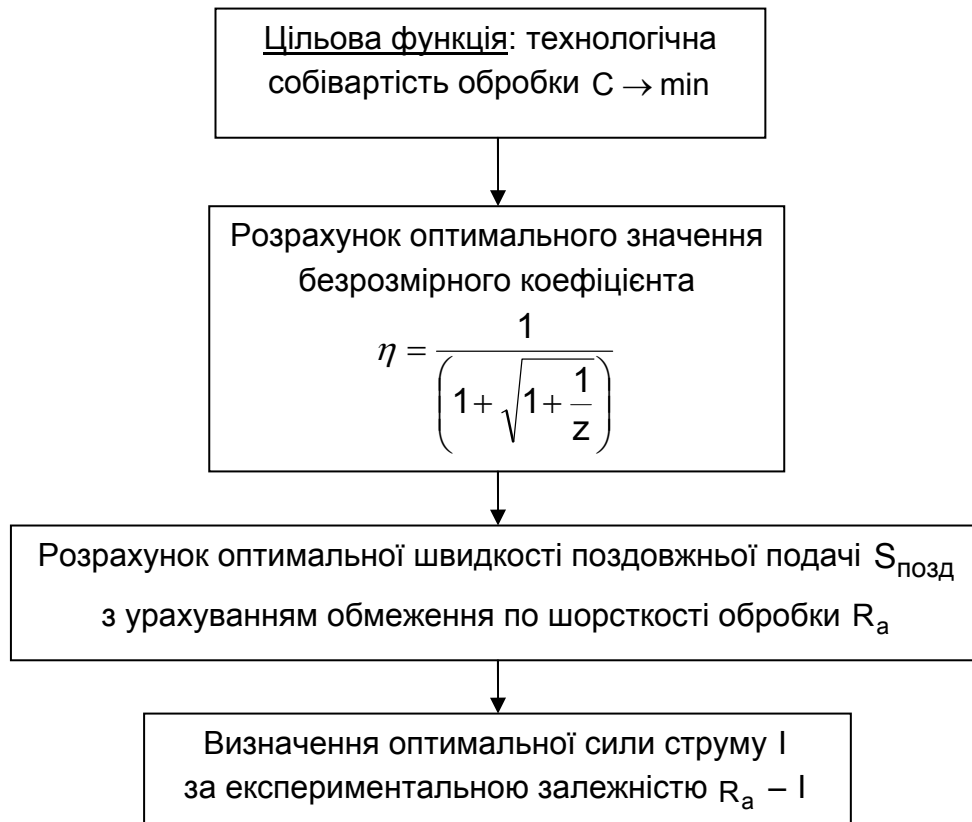 Цільова функція: технологічна
собівартість обробки C → min
Розрахунок оптимального значення
безрозмірного коефіцієнта
η = 1 / (1 + √(1 + 1/z))
Розрахунок оптимальної швидкості поздовжньої подачі Sпозд
з урахуванням обмеження по шорсткості обробки Ra
Визначення оптимальної сили струму I
за експериментальною залежністю Ra – I